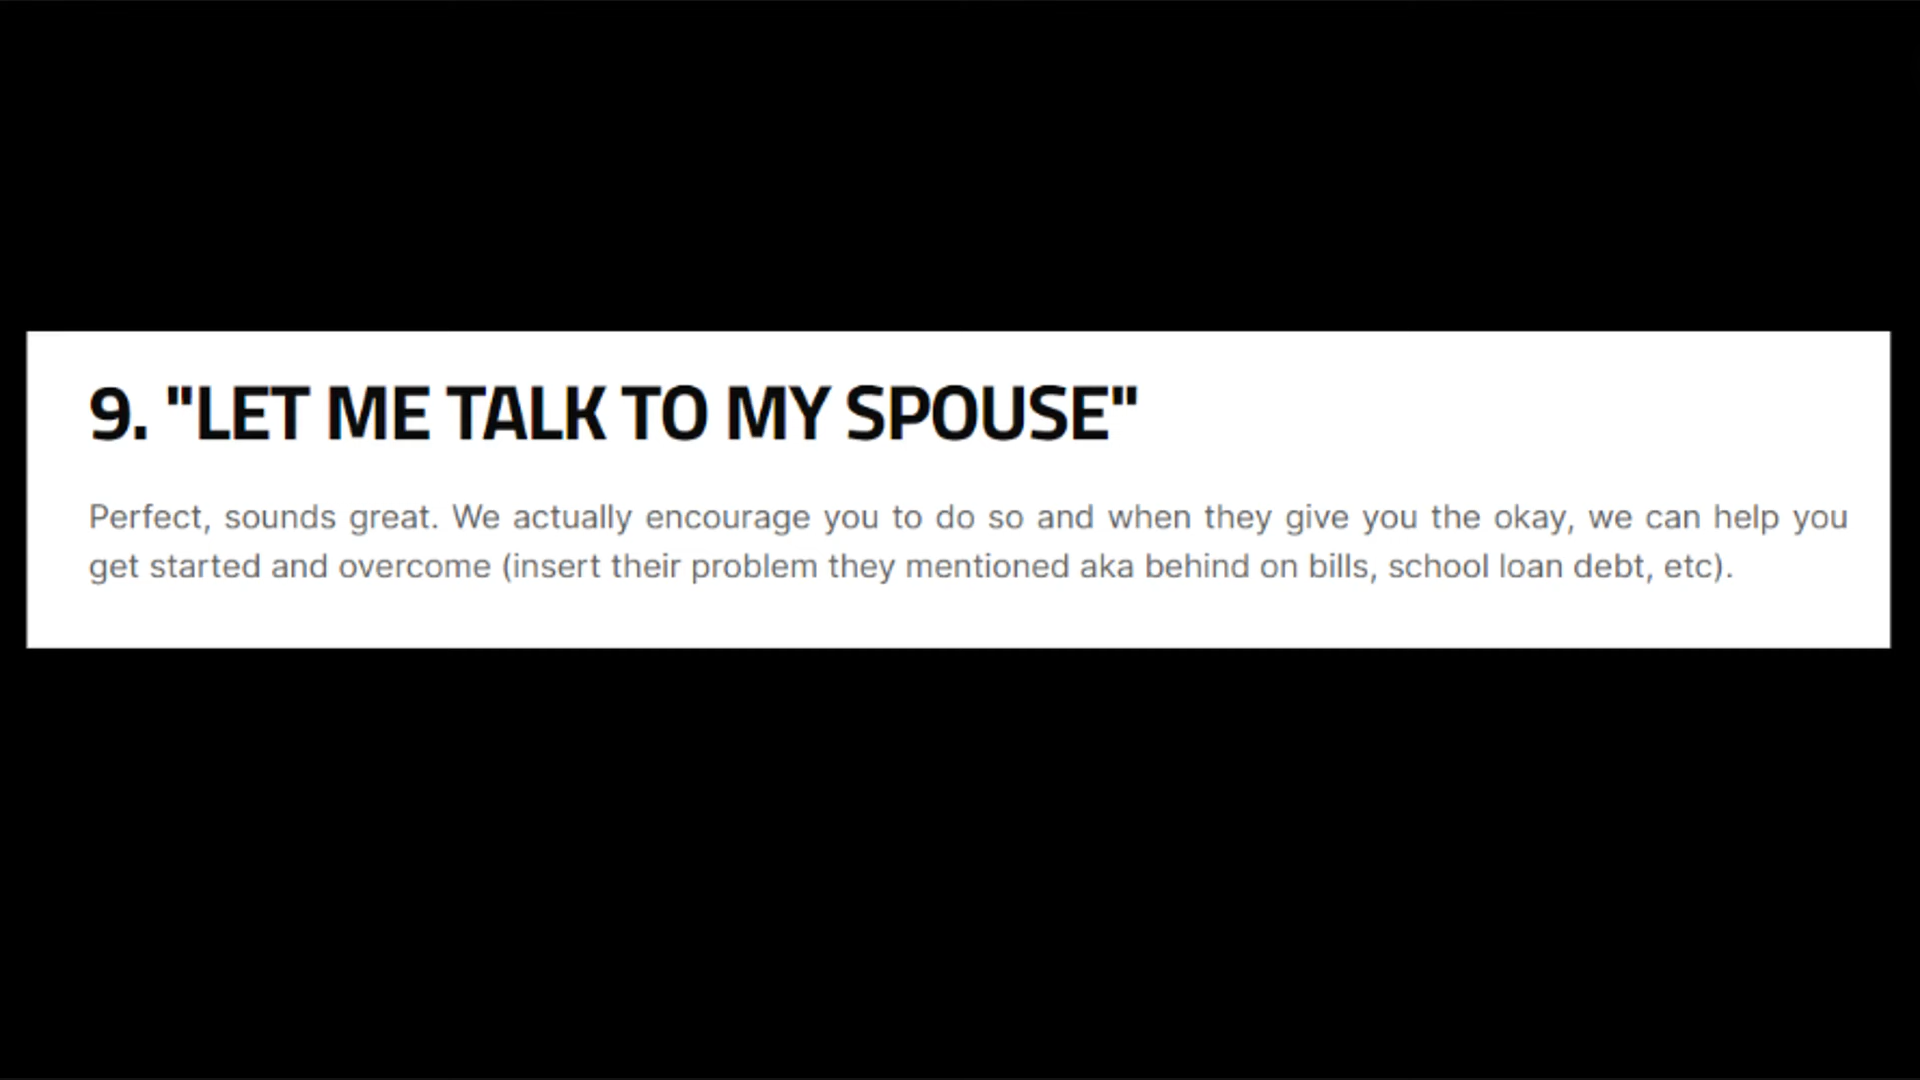 9. "LET ME TALK TO MY SPOUSE"
Perfect, sounds great. We actually encourage you to do so and when they give you the okay, we can help you
get started and overcome (insert their problem they mentioned aka behind on bills, school loan debt, etc).